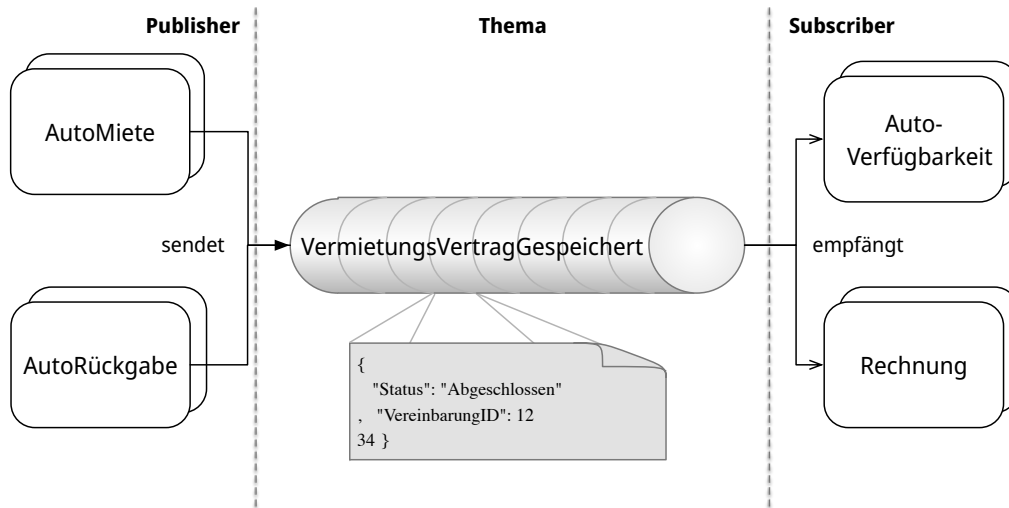 Publisher
Thema
Subscriber
AutoMiete
Auto-
Verfügbarkeit
sendet
VermietungsVertragGespeichert
empfängt
AutoRückgabe
Rechnung
{
"Status": "Abgeschlossen"
, "VereinbarungID": 12
34 }